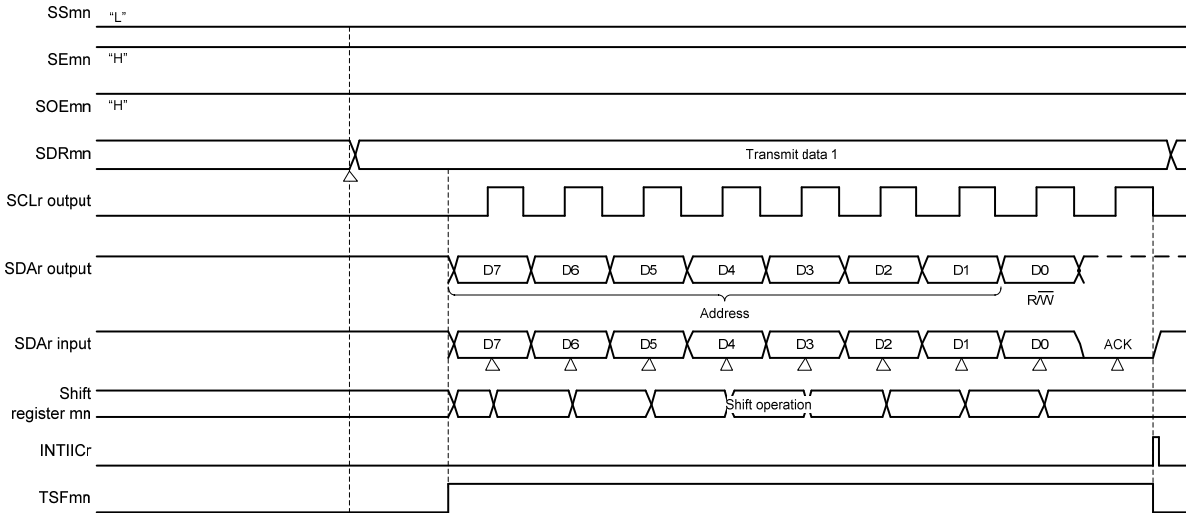 SSmn “L”
SEmn “H”
SOEmn “H”
SDRmn Transmit data 1
SCLr output
SDAr output D7 D6 D5 D4 D3 D2 D1 D0
Address R/W̅
SDAr input D7 D6 D5 D4 D3 D2 D1 D0 ACK
Shift
register mn Shift operation
INTIICr
TSFmn